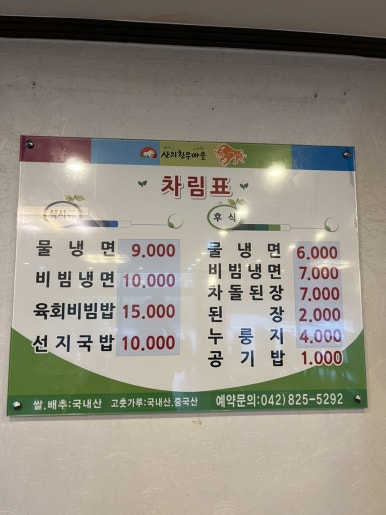 산외한우마을
차림표
식사류
물냉면 9.000
비빔냉면 10,000
육회비빔밥 15,000
선지국밥 10,000
후식
물냉면 6,000
비빔냉면 7,000
차돌된장 7,000
된장 2,000
누룽지 4,000
공기밥 1,000
쌀,배추:국내산 고춧가루:국내산,중국산 예약문의:042)825-5292